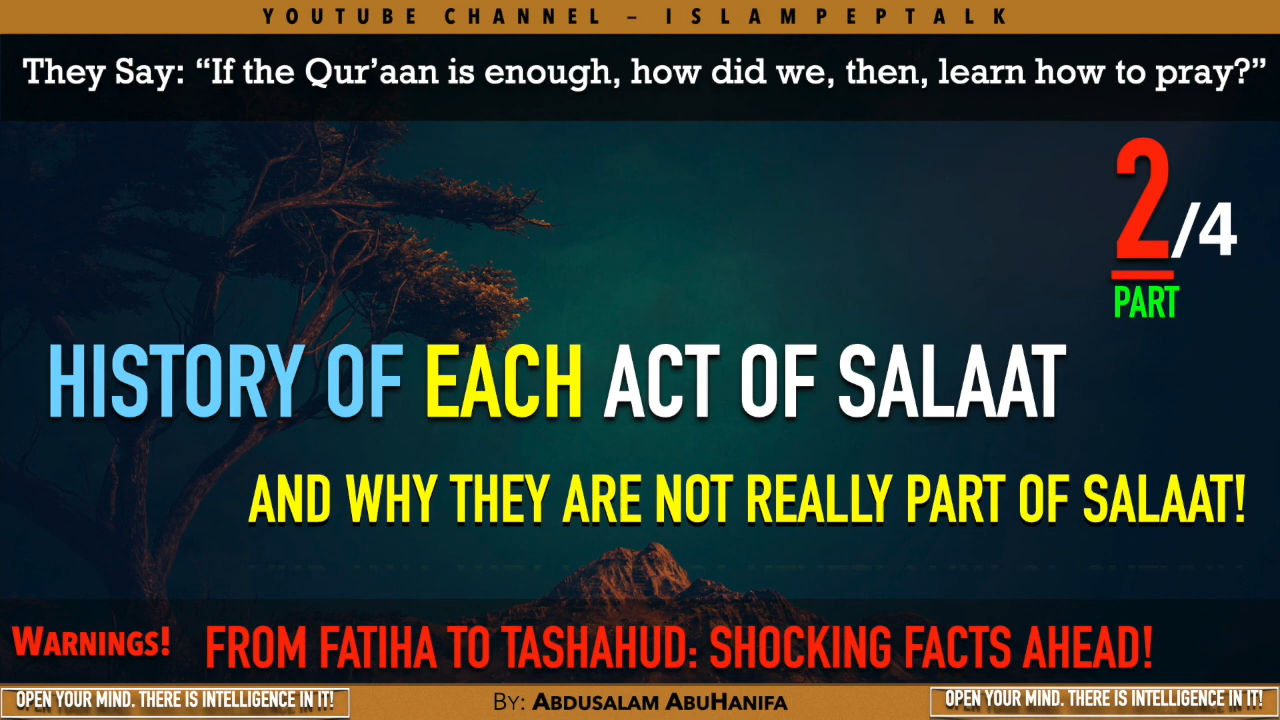 YOUTUBE CHANNEL – ISLAMPEPTALK
They Say: “If the Qur’aan is enough, how did we, then, learn how to pray?”
2/4
PART
HISTORY OF EACH ACT OF SALAAT
AND WHY THEY ARE NOT REALLY PART OF SALAAT!
WARNINGS! FROM FATIHA TO TASHAHUD: SHOCKING FACTS AHEAD!
OPEN YOUR MIND. THERE IS INTELLIGENCE IN IT!
BY: ABDUSALAM ABUHANIFA
OPEN YOUR MIND. THERE IS INTELLIGENCE IN IT!